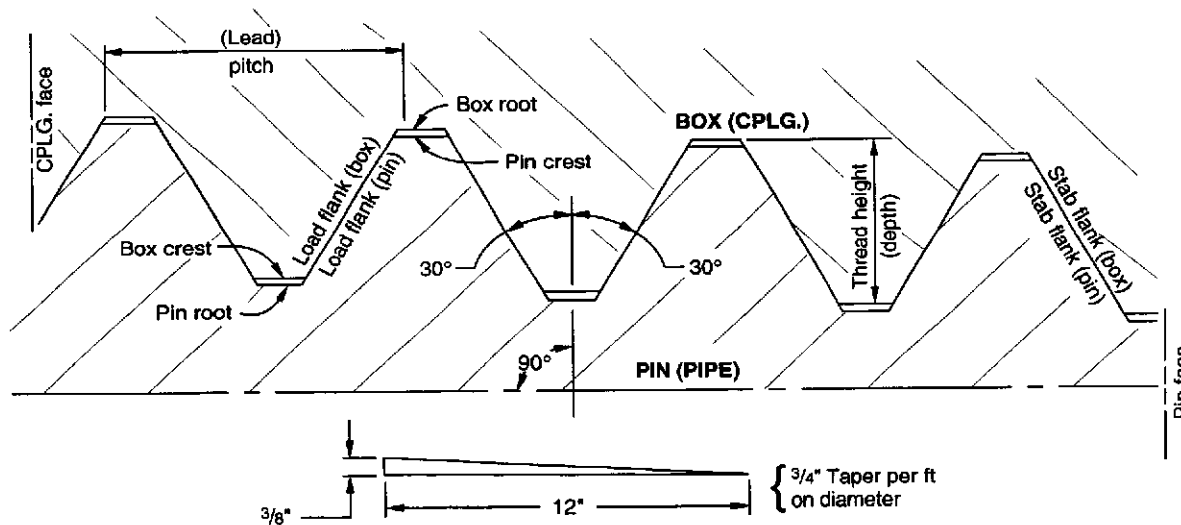 (Lead)
pitch
CPLG. face
Box root
Pin crest
BOX (CPLG.)
Load flank (box)
Load flank (pin)
Stab flank (box)
Stab flank (pin)
Thread height
(depth)
Box crest
Pin root
30°
30°
90°
PIN (PIPE)
Pin face
3/8"
12"
3/4" Taper per ft
on diameter